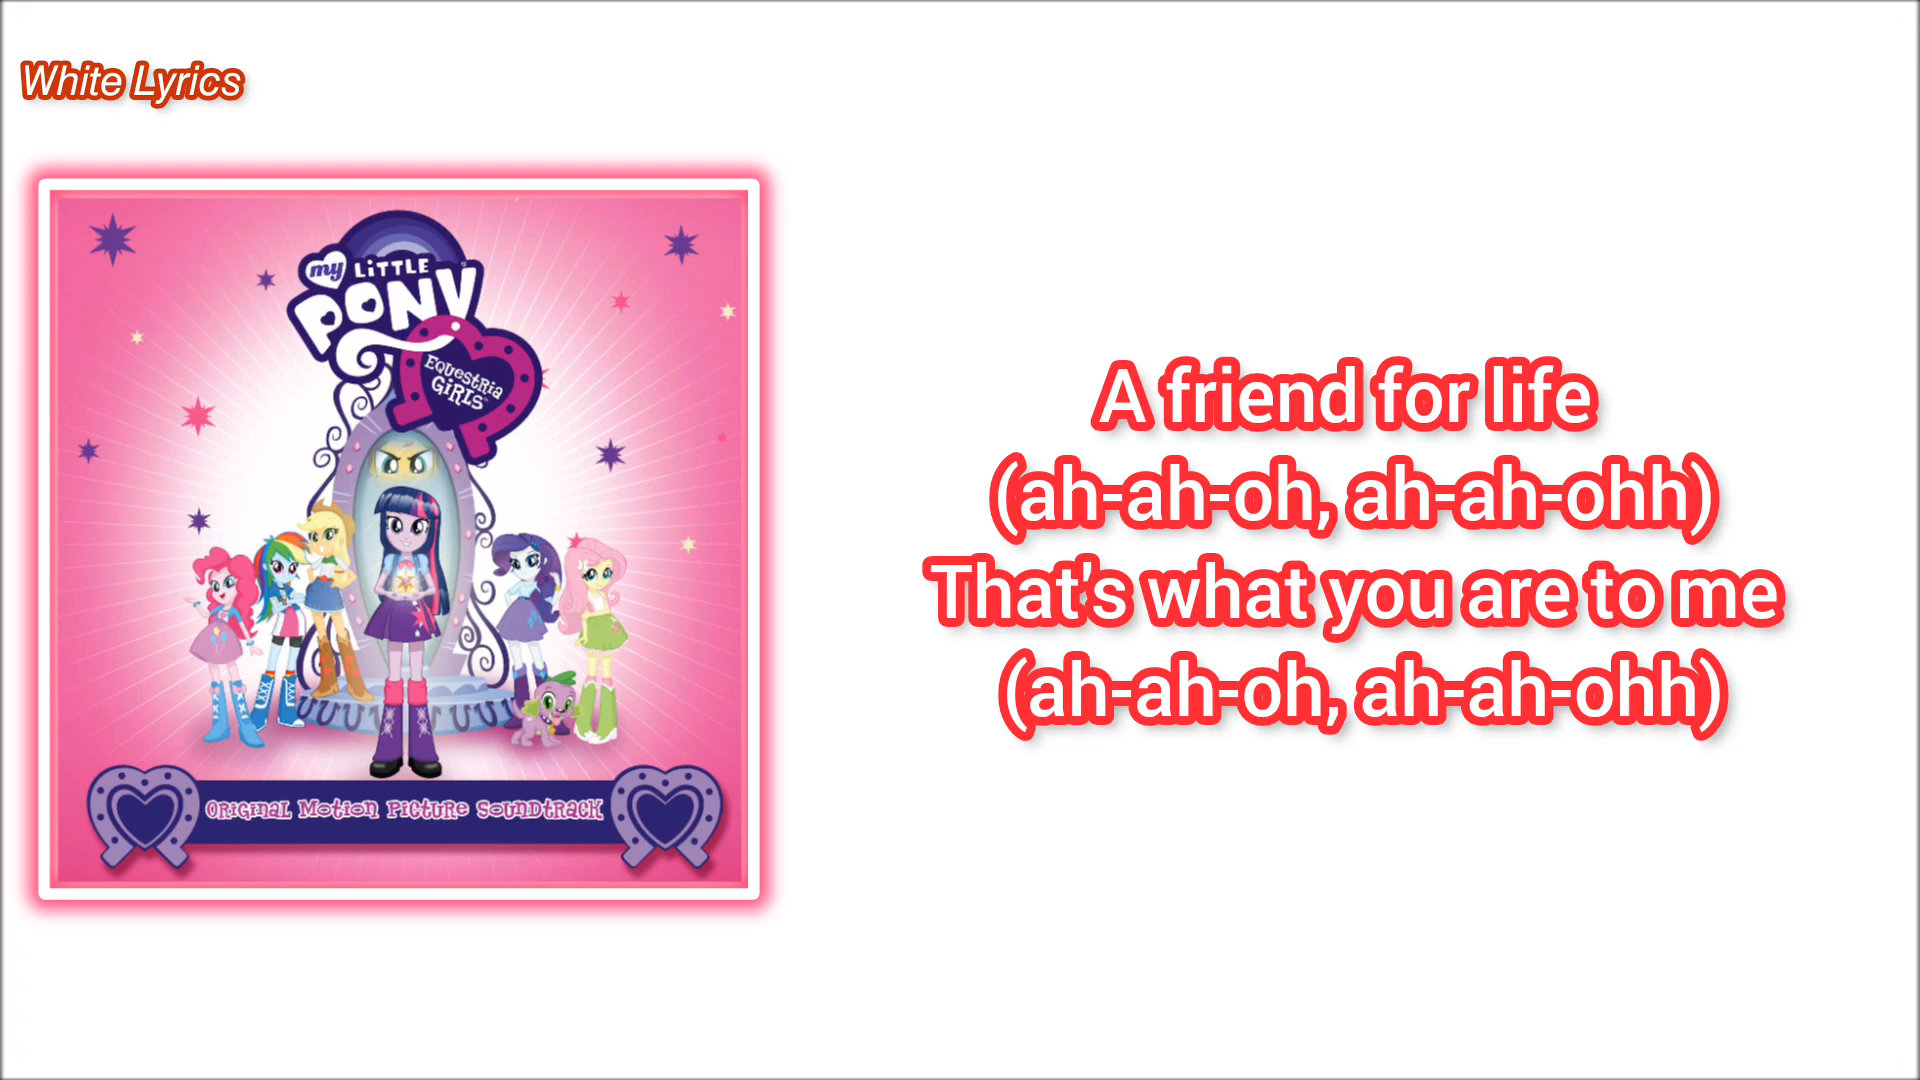 White Lyrics
my LiTTLE
PONY
EQUESTRIA
GiRLS
ORiGiNAL MOTiON PiCTURE SOUNDTRACK
A friend for life
(ah-ah-oh, ah-ah-ohh)
That's what you are to me
(ah-ah-oh, ah-ah-ohh)